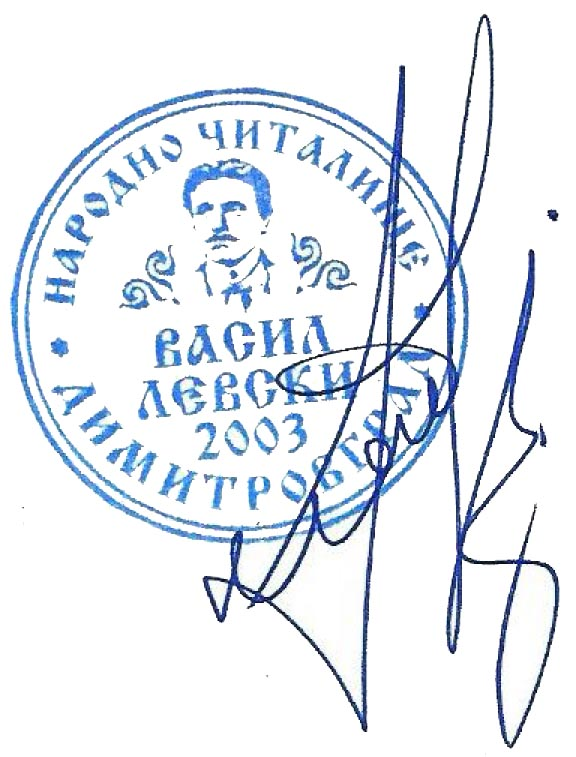 НАРОДНО ЧИТАЛИЩЕ
ВАСИЛ
ЛЕВСКИ
2003
* ДИМИТРОВГРАД *